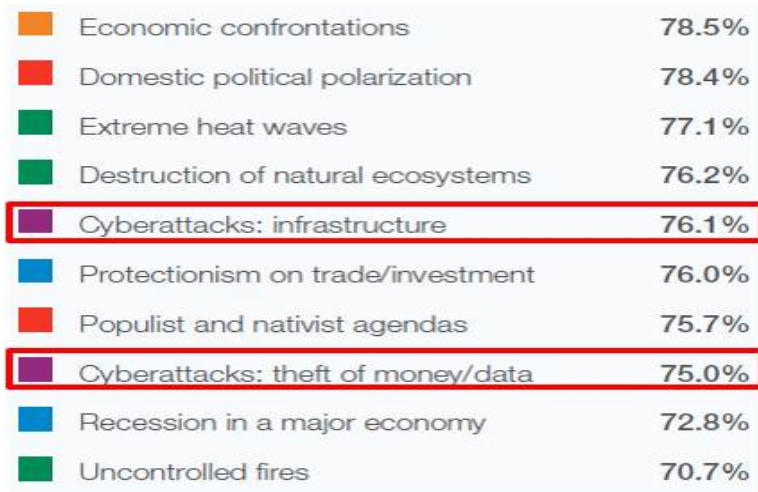 Economic confrontations 78.5%
Domestic political polarization 78.4%
Extreme heat waves 77.1%
Destruction of natural ecosystems 76.2%
Cyberattacks: infrastructure 76.1%
Protectionism on trade/investment 76.0%
Populist and nativist agendas 75.7%
Cyberattacks: theft of money/data 75.0%
Recession in a major economy 72.8%
Uncontrolled fires 70.7%